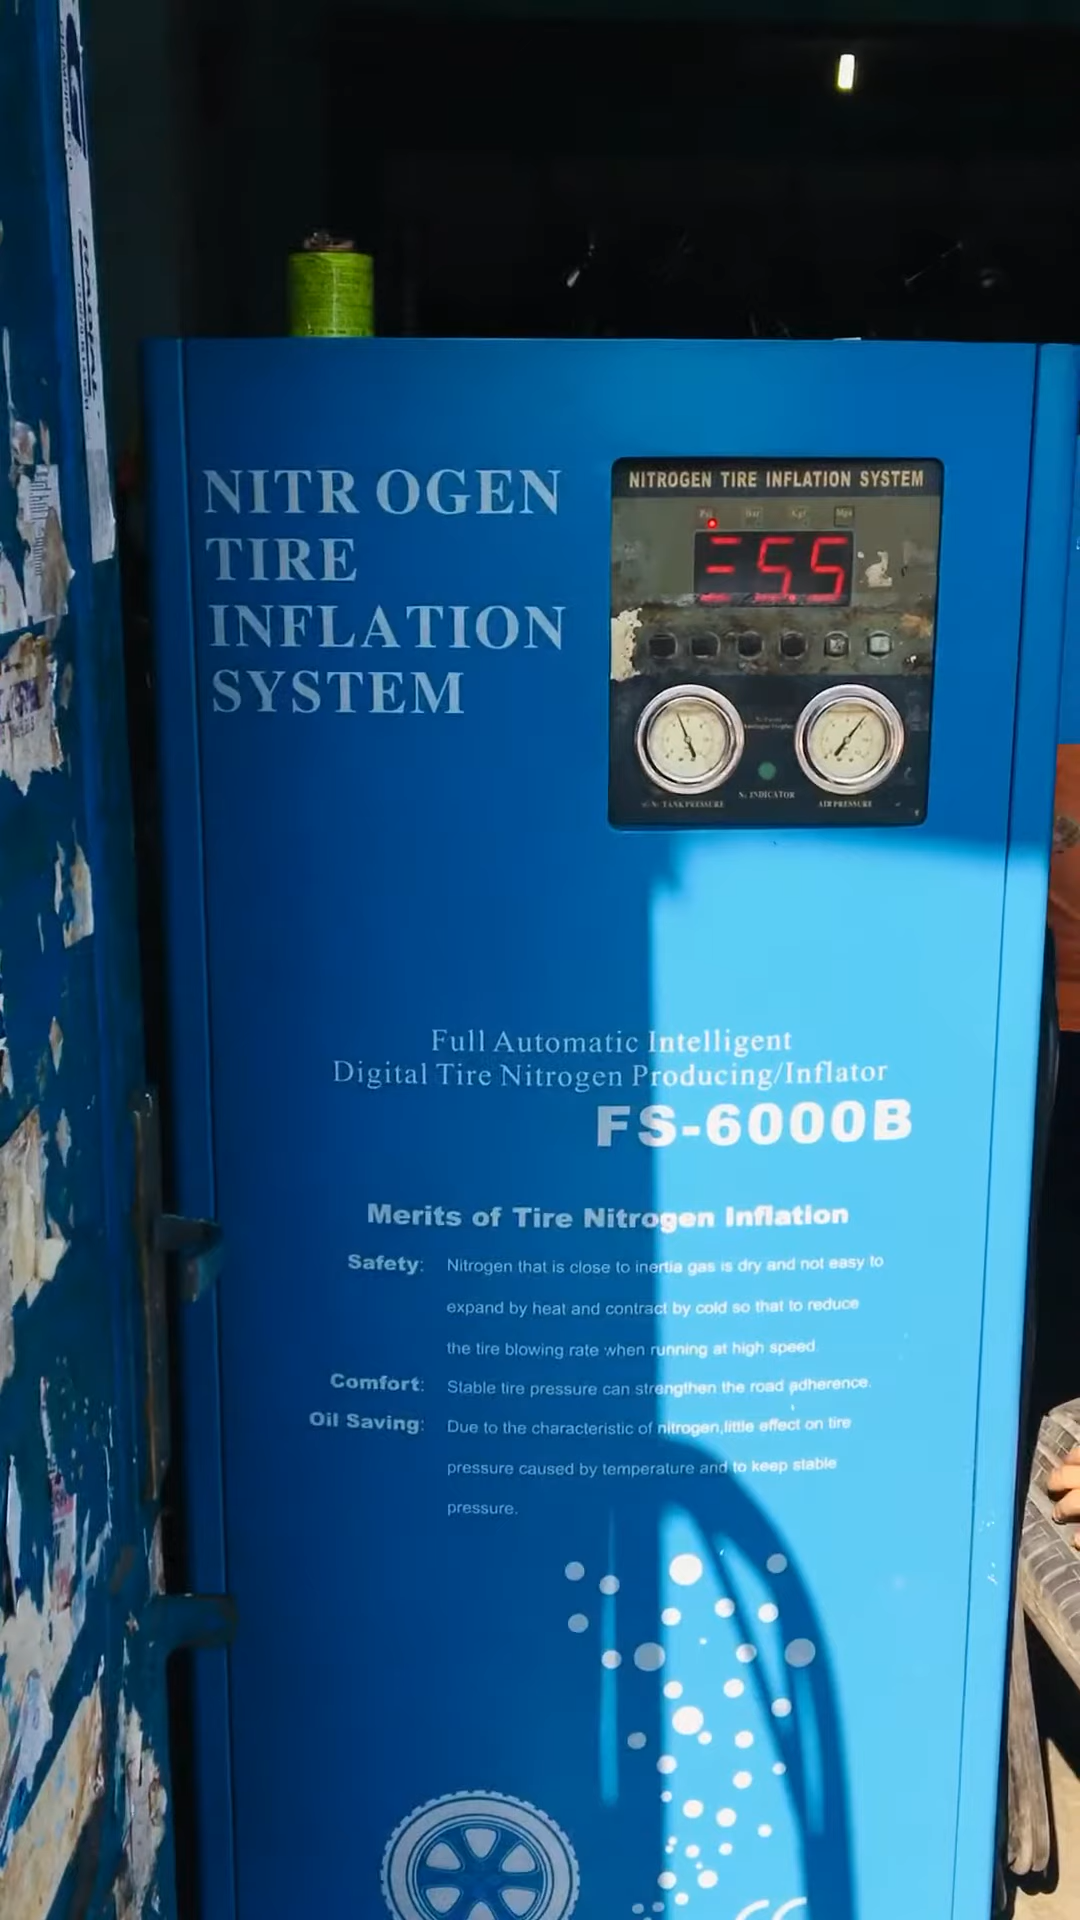 NITROGEN
TIRE
INFLATION
SYSTEM
NITROGEN TIRE INFLATION SYSTEM
Psi Bar Kgf Mpa
55
N₂ TANK PRESSURE
N₂ INDICATOR
AIR PRESSURE
Full Automatic Intelligent
Digital Tire Nitrogen Producing/Inflator
FS-6000B
Merits of Tire Nitrogen Inflation
Safety: Nitrogen that is close to inertia gas is dry and not easy to
expand by heat and contract by cold so that to reduce
the tire blowing rate when running at high speed.
Comfort: Stable tire pressure can strengthen the road adherence.
Oil Saving: Due to the characteristic of nitrogen,little effect on tire
pressure caused by temperature and to keep stable
pressure.